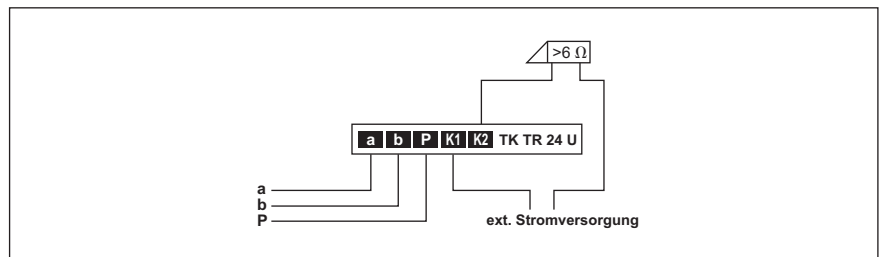 >6 Ω
a b P K1 K2 TK TR 24 U
a
b
P
ext. Stromversorgung